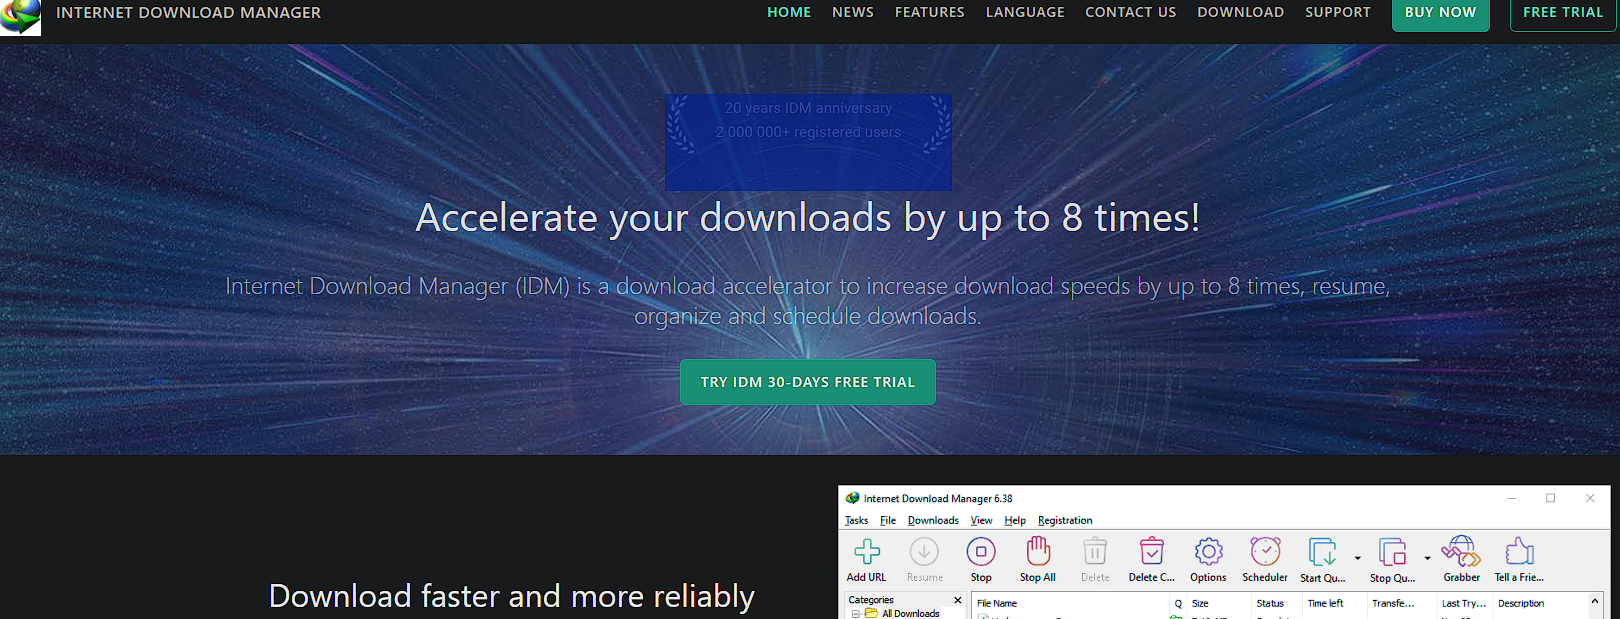 INTERNET DOWNLOAD MANAGER
HOME NEWS FEATURES LANGUAGE CONTACT US DOWNLOAD SUPPORT BUY NOW FREE TRIAL
20 years IDM anniversary
2 000 000+ registered users
Accelerate your downloads by up to 8 times!
Internet Download Manager (IDM) is a download accelerator to increase download speeds by up to 8 times, resume,
organize and schedule downloads.
TRY IDM 30-DAYS FREE TRIAL
Download faster and more reliably
Internet Download Manager 6.38
Tasks File Downloads View Help Registration
Add URL Resume Stop Stop All Delete Delete C... Options Scheduler Start Qu... Stop Qu... Grabber Tell a Frie...
Categories
All Downloads
File Name Q Size Status Time left Transfe... Last Try... Description